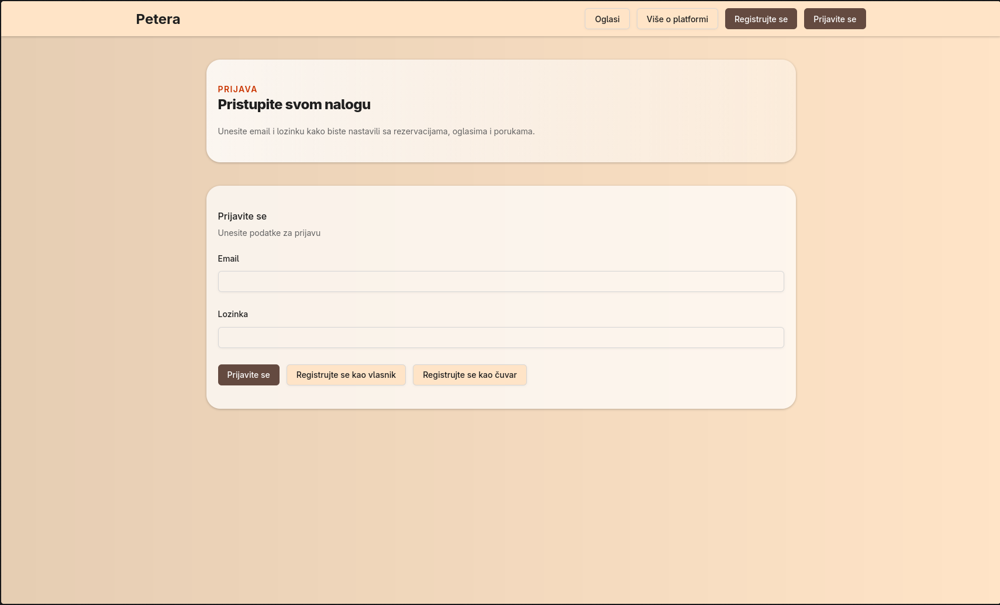 Petera
Oglasi
Više o platformi
Registrujte se
Prijavite se
PRIJAVA
Pristupite svom nalogu
Unesite email i lozinku kako biste nastavili sa rezervacijama, oglasima i porukama.
Prijavite se
Unesite podatke za prijavu
Email
Lozinka
Prijavite se
Registrujte se kao vlasnik
Registrujte se kao čuvar